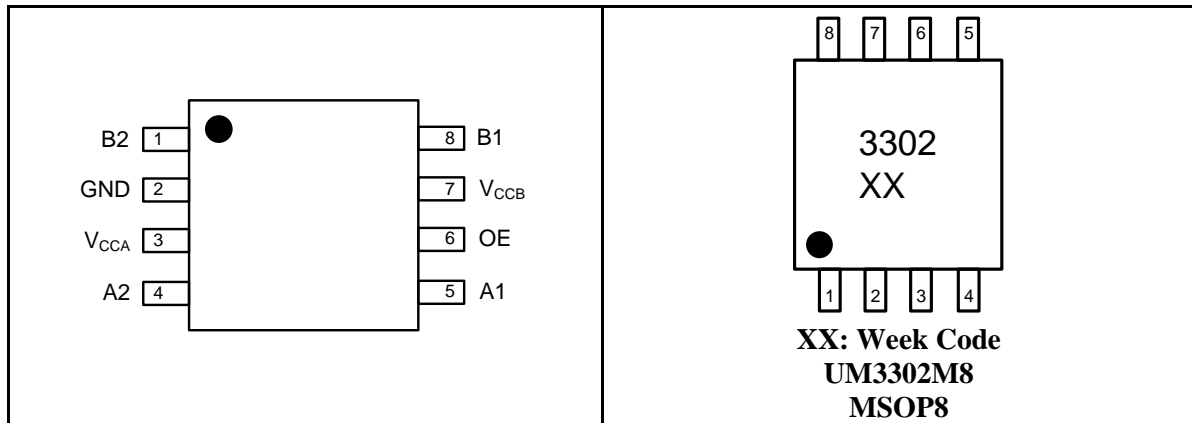 B2 1
GND 2
VCCA 3
A2 4
8 B1
7 VCCB
6 OE
5 A1
8 7 6 5
3302
XX
1 2 3 4
XX: Week Code
UM3302M8
MSOP8